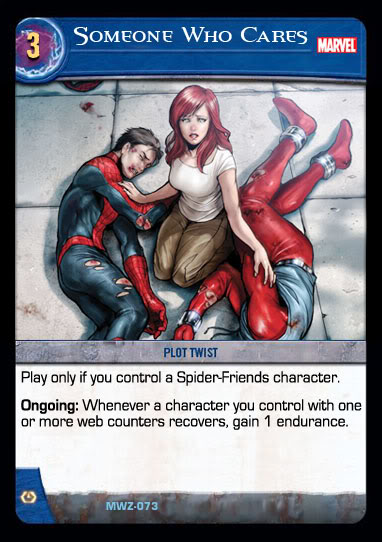 3
SOMEONE WHO CARES
MARVEL
PLOT TWIST
Play only if you control a Spider-Friends character.
Ongoing: Whenever a character you control with one
or more web counters recovers, gain 1 endurance.
MWZ-073